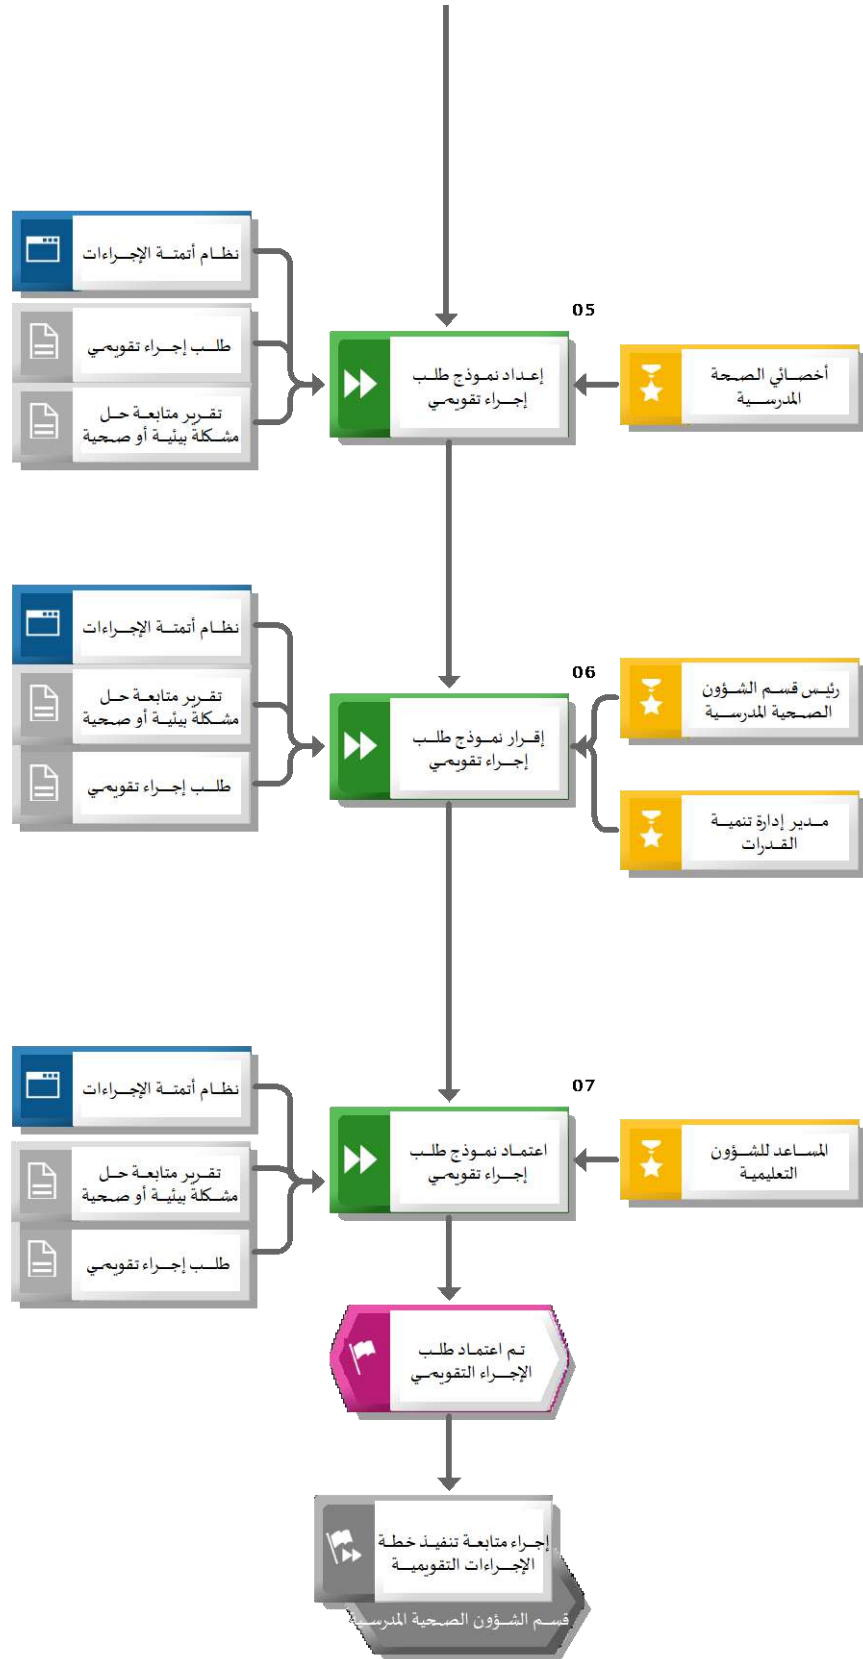 05
أخصائي الصحة
المدرسية
إعداد نموذج طلب
إجراء تقويمي
نظام أتمتة الإجراءات
طلب إجراء تقويمي
تقرير متابعة حل
مشكلة بيئية أو صحية
06
رئيس قسم الشؤون
الصحية المدرسية
مدير إدارة تنمية
القدرات
إقرار نموذج طلب
إجراء تقويمي
نظام أتمتة الإجراءات
تقرير متابعة حل
مشكلة بيئية أو صحية
طلب إجراء تقويمي
07
المساعد للشؤون
التعليمية
اعتماد نموذج طلب
إجراء تقويمي
نظام أتمتة الإجراءات
تقرير متابعة حل
مشكلة بيئية أو صحية
طلب إجراء تقويمي
تم اعتماد طلب
الإجراء التقويمي
إجراء متابعة تنفيذ خطة
الإجراءات التقويمية
قسم الشؤون الصحية المدرسية